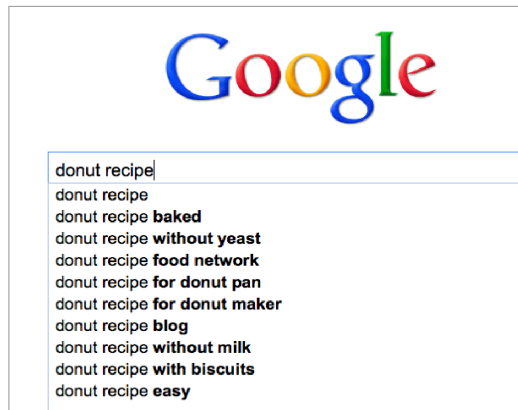 Google
donut recipe
donut recipe
donut recipe baked
donut recipe without yeast
donut recipe food network
donut recipe for donut pan
donut recipe for donut maker
donut recipe blog
donut recipe without milk
donut recipe with biscuits
donut recipe easy